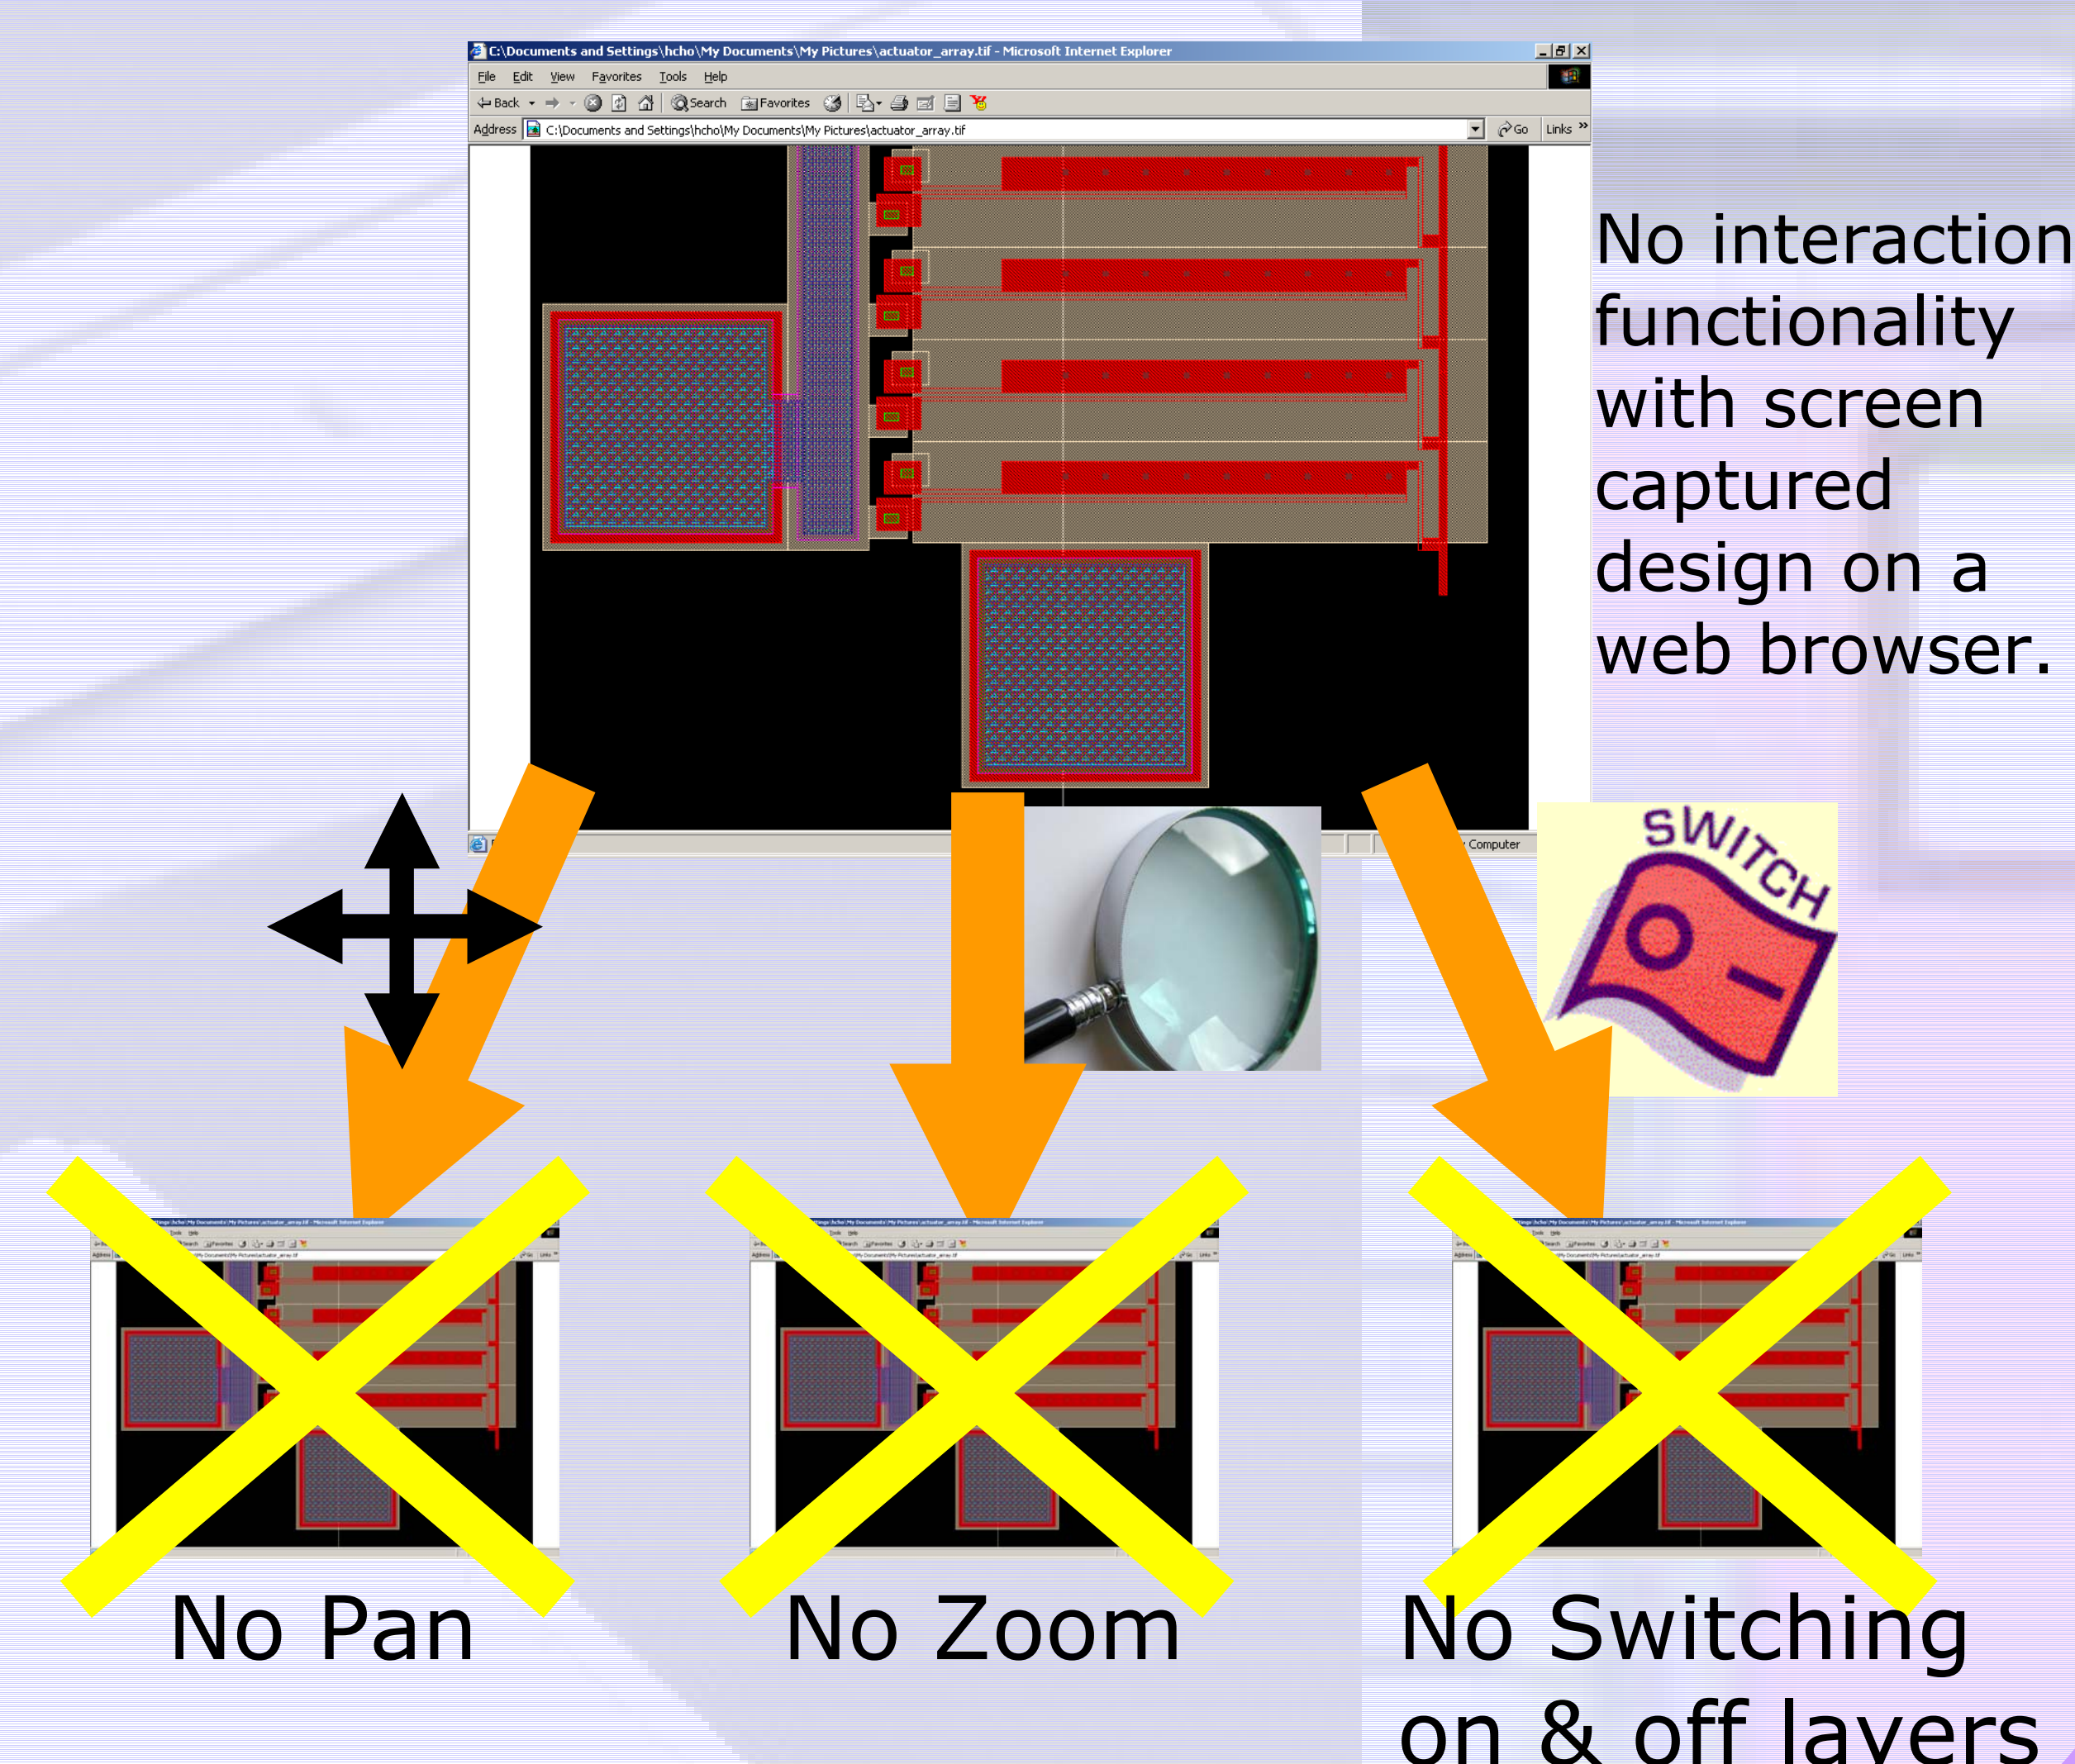 C:\Documents and Settings\hcho\My Documents\My Pictures\actuator_array.tif - Microsoft Internet Explorer
File Edit View Favorites Tools Help
Back Search Favorites
Address C:\Documents and Settings\hcho\My Documents\My Pictures\actuator_array.tif Go Links »
No interaction
functionality
with screen
captured
design on a
web browser.
Computer
SWITCH
No Pan
No Zoom
No Switching
on & off layers